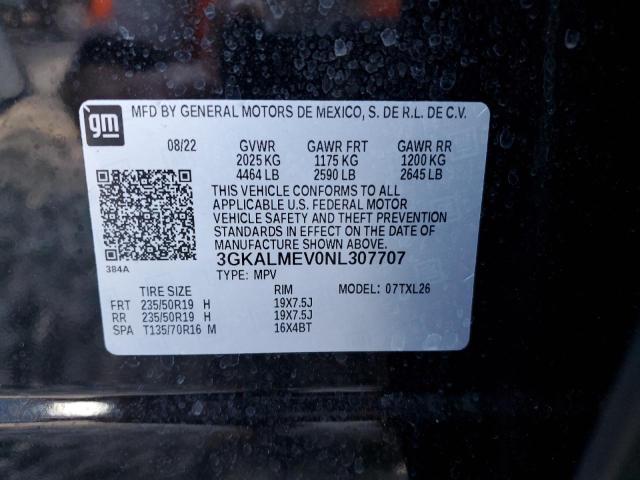 gm
MFD BY GENERAL MOTORS DE MEXICO, S. DE R.L. DE C.V.
08/22 GVWR GAWR FRT GAWR RR
2025 KG 1175 KG 1200 KG
4464 LB 2590 LB 2645 LB
THIS VEHICLE CONFORMS TO ALL
APPLICABLE U.S. FEDERAL MOTOR
VEHICLE SAFETY AND THEFT PREVENTION
STANDARDS IN EFFECT ON THE DATE OF
MANUFACTURE SHOWN ABOVE.
384A
3GKALMEV0NL307707
TYPE: MPV
TIRE SIZE RIM MODEL: 07TXL26
FRT 235/50R19 H 19X7.5J
RR 235/50R19 H 19X7.5J
SPA T135/70R16 M 16X4BT